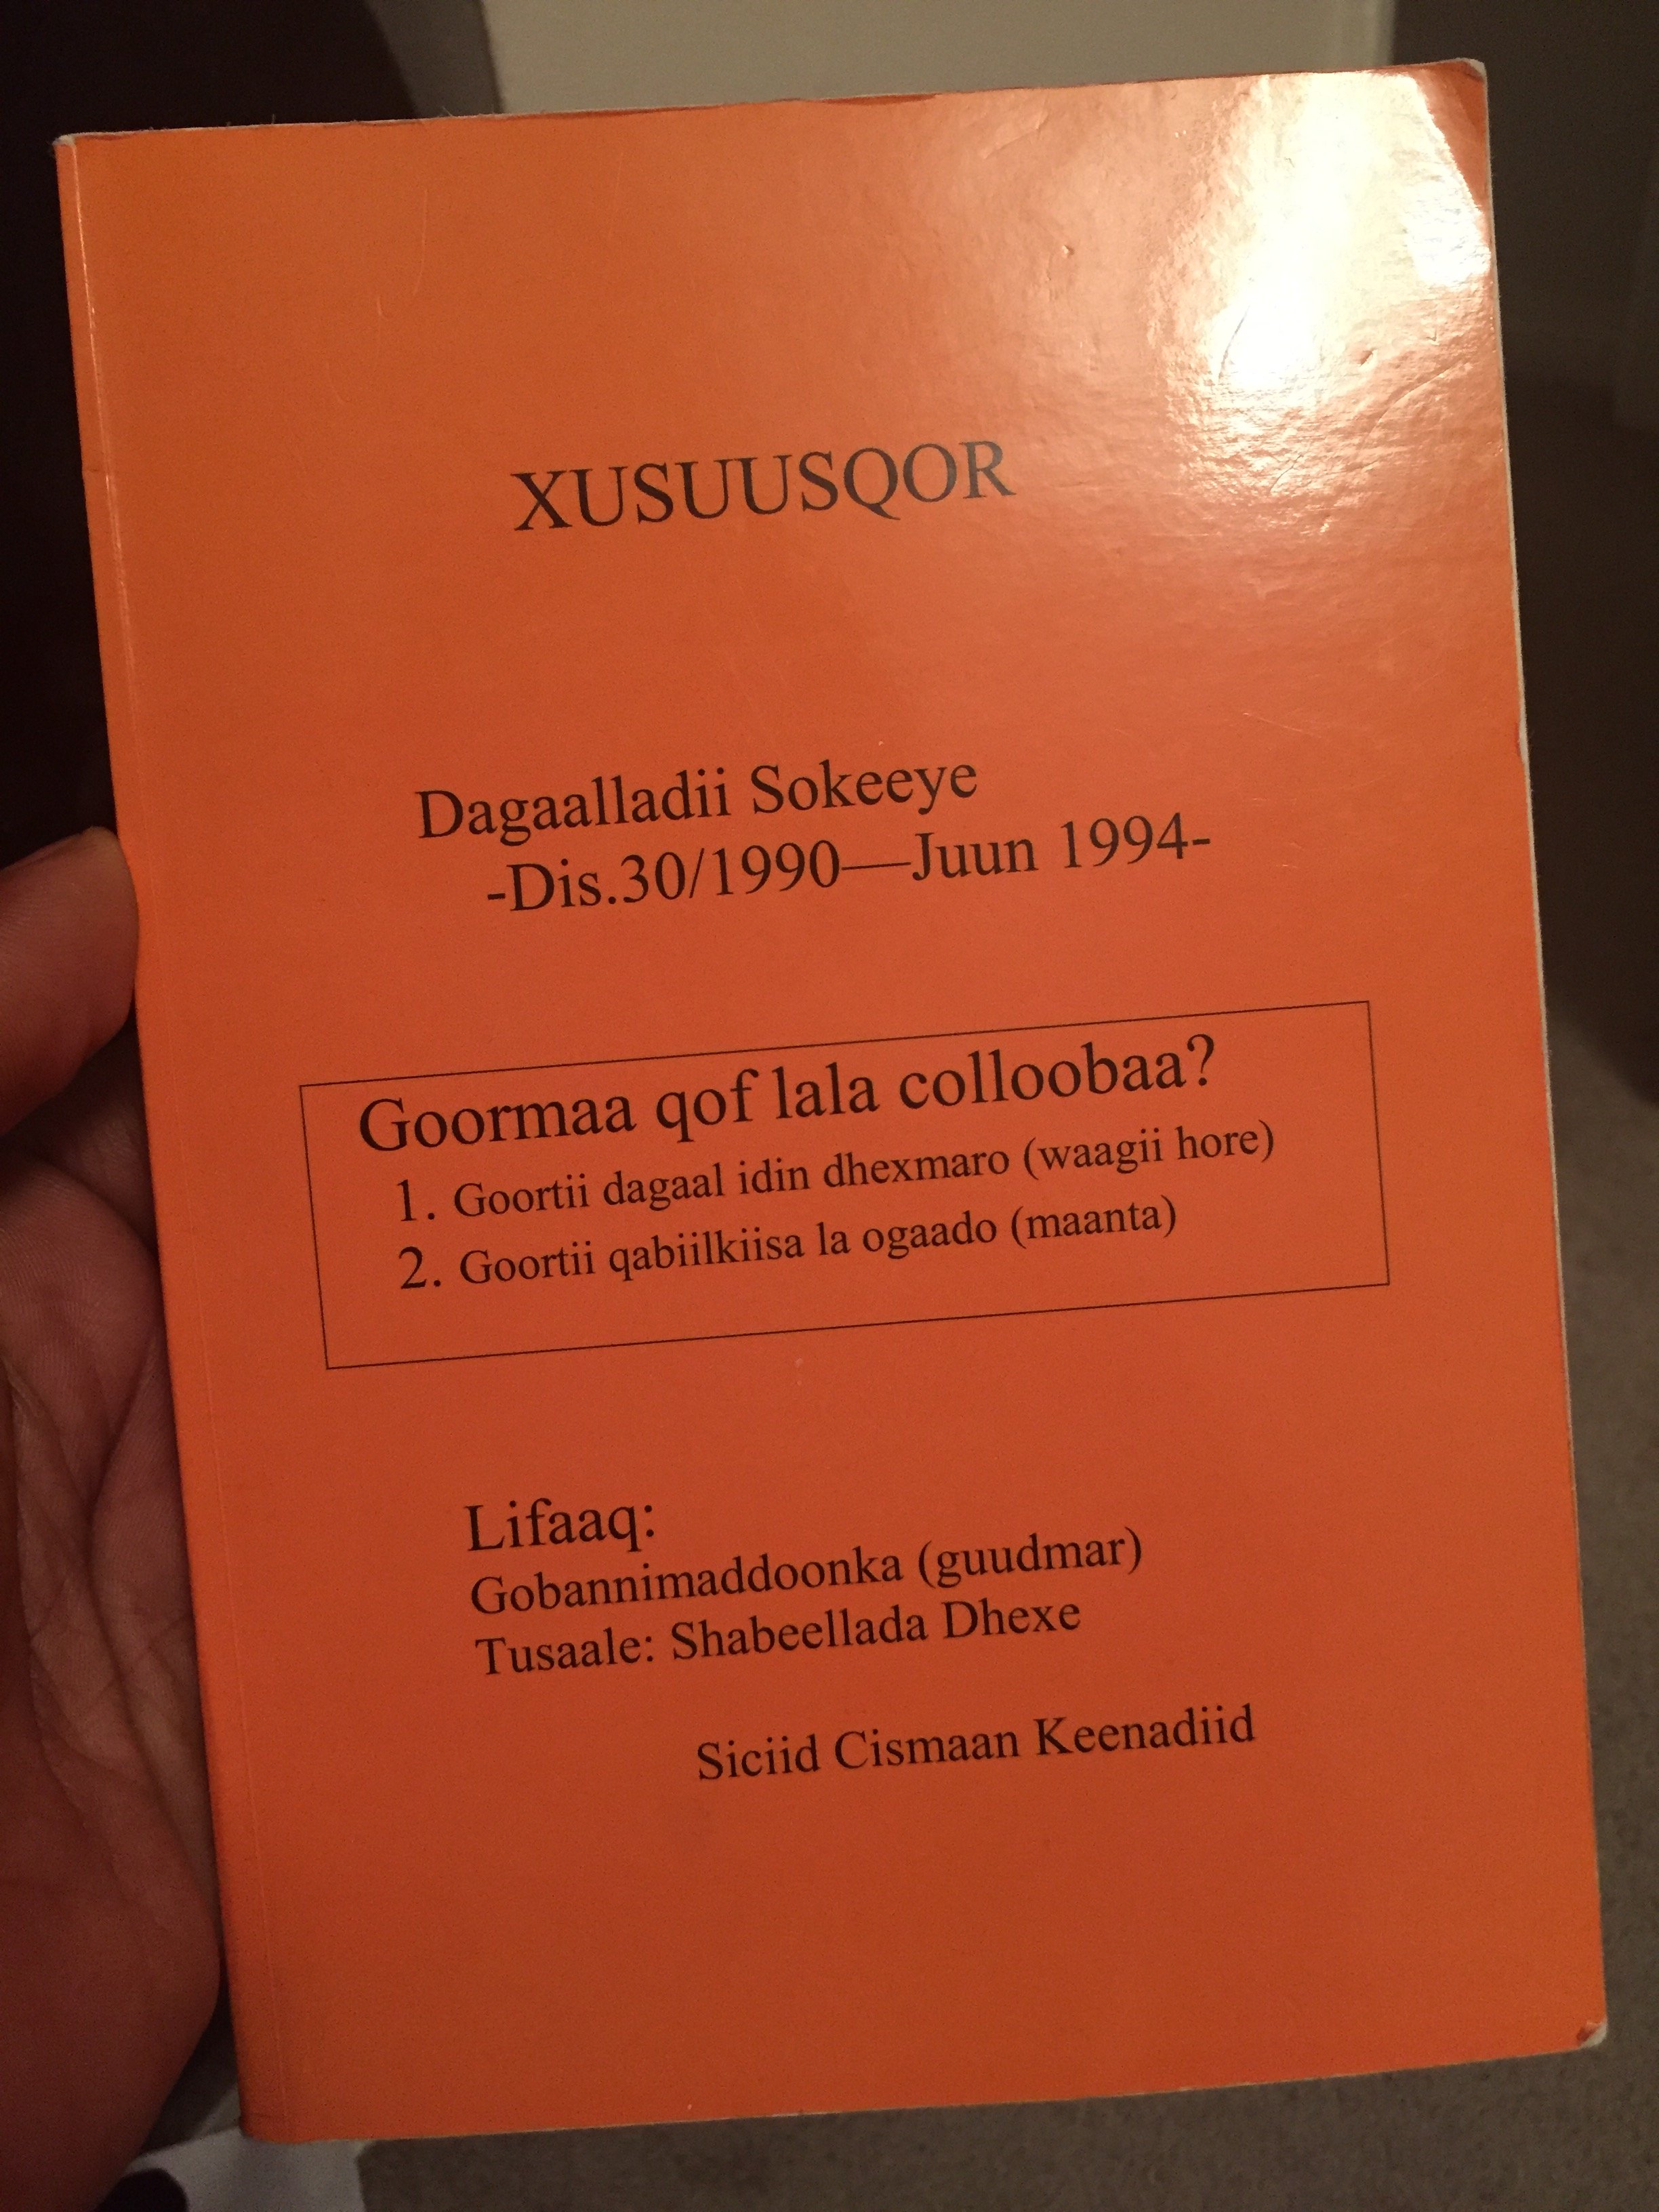 XUSUUSQOR
Dagaalladii Sokeeye
-Dis.30/1990—Juun 1994-
Goormaa qof lala colloobaa?
1. Goortii dagaal idin dhexmaro (waagii hore)
2. Goortii qabiilkiisa la ogaado (maanta)
Lifaaq:
Gobannimaddoonka (guudmar)
Tusaale: Shabeellada Dhexe
Siciid Cismaan Keenadiid